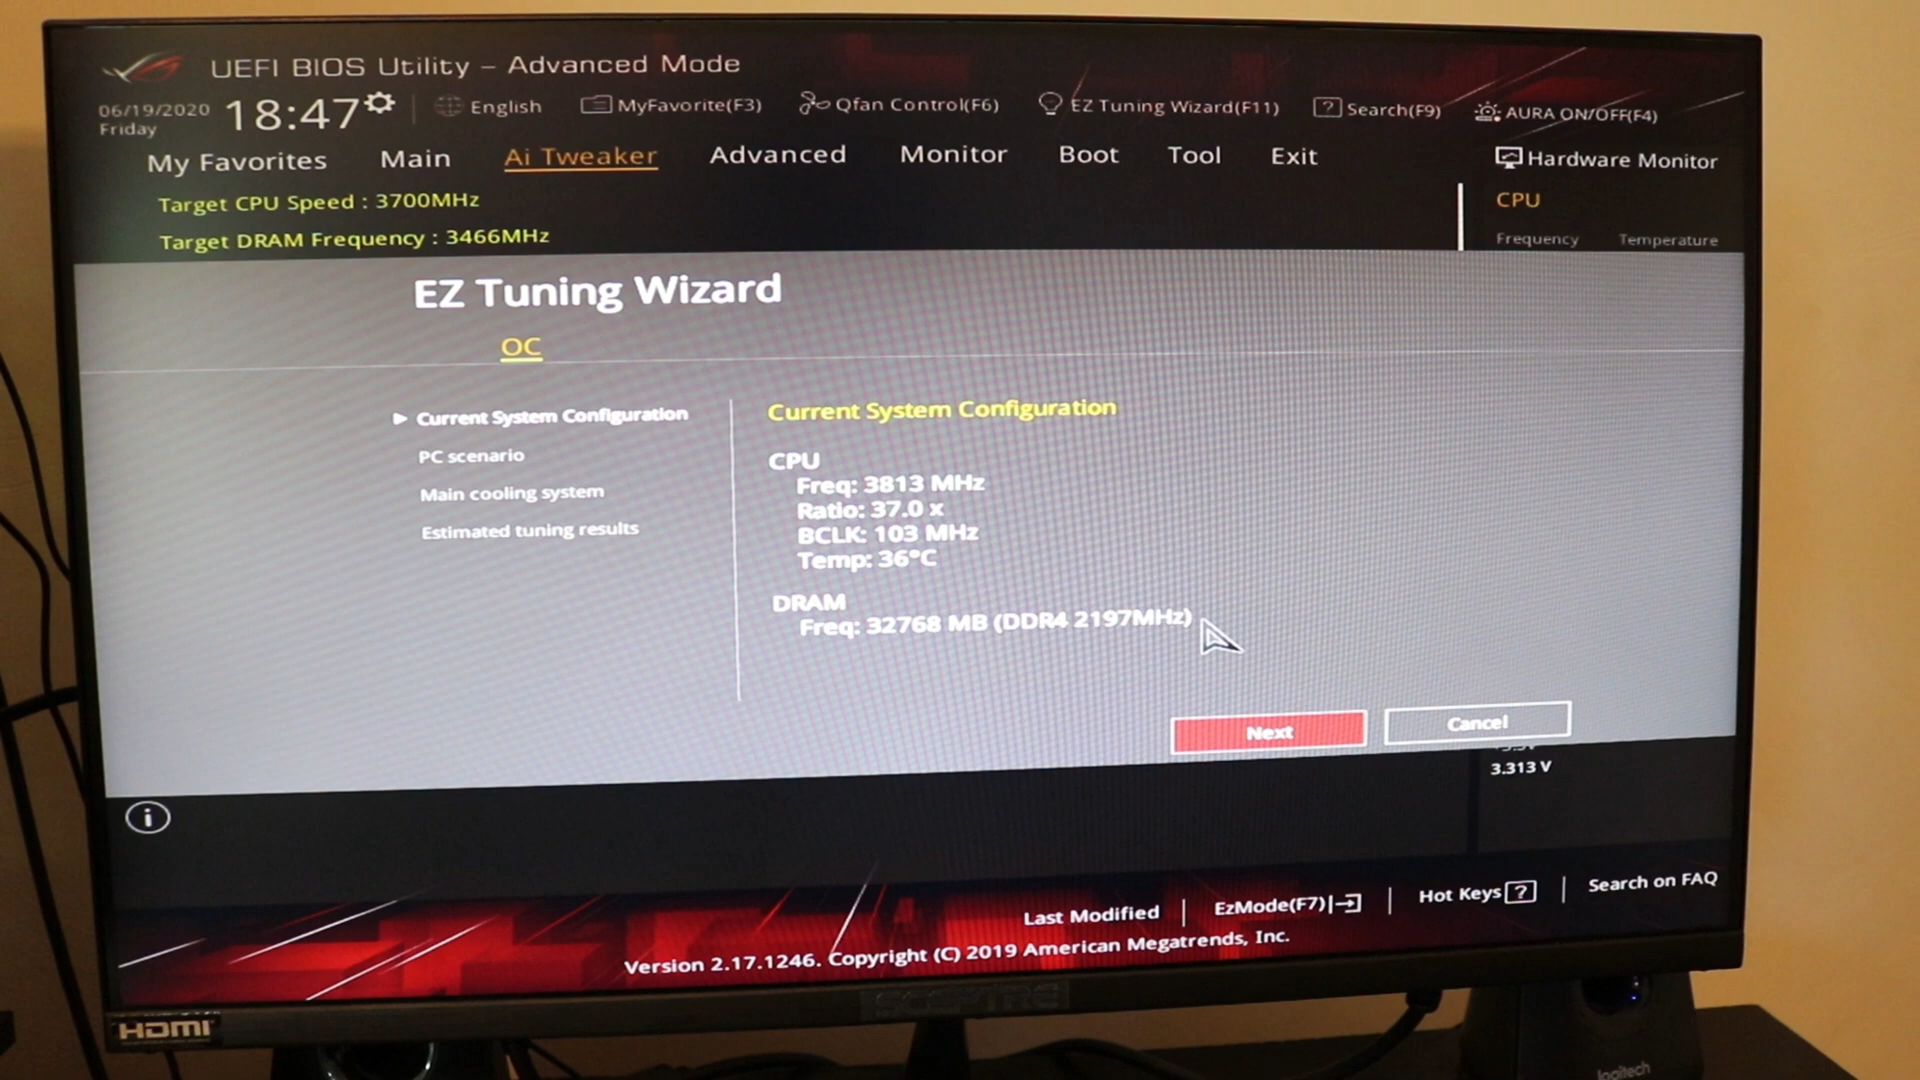 UEFI BIOS Utility – Advanced Mode
06/19/2020
Friday
18:47
English
MyFavorite(F3)
Qfan Control(F6)
EZ Tuning Wizard(F11)
? Search(F9)
AURA ON/OFF(F4)
My Favorites Main Ai Tweaker Advanced Monitor Boot Tool Exit
Hardware Monitor
Target CPU Speed : 3700MHz
Target DRAM Frequency : 3466MHz
CPU
Frequency Temperature
EZ Tuning Wizard
OC
Current System Configuration
PC scenario
Main cooling system
Estimated tuning results
Current System Configuration
CPU
Freq: 3813 MHz
Ratio: 37.0 x
BCLK: 103 MHz
Temp: 36°C
DRAM
Freq: 32768 MB (DDR4 2197MHz)
Next
Cancel
3.313 V
i
Last Modified
EzMode(F7)
Hot Keys ?
Search on FAQ
Version 2.17.1246. Copyright (C) 2019 American Megatrends, Inc.
SCEPTRE
HDMI
logitech